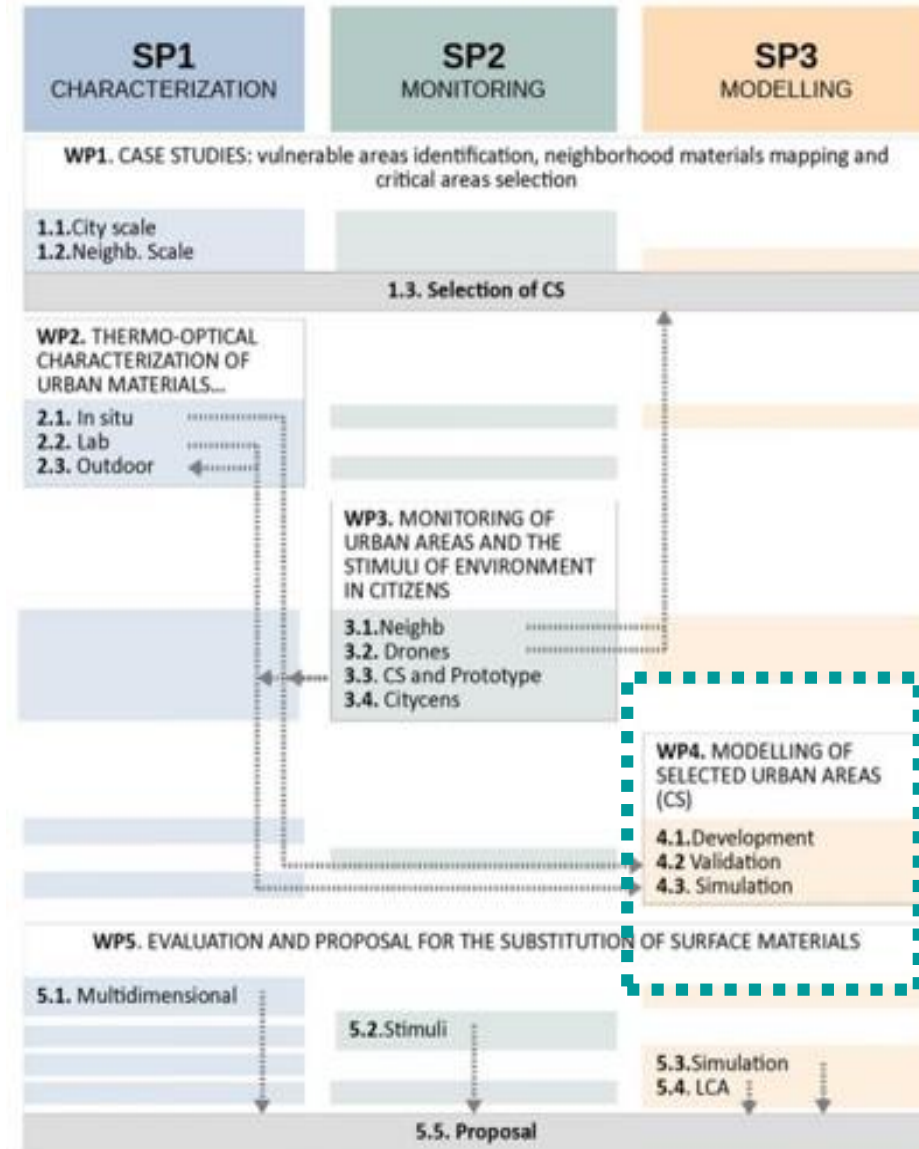 SP1
CHARACTERIZATION
SP2
MONITORING
SP3
MODELLING
WP1. CASE STUDIES: vulnerable areas identification, neighborhood materials mapping and
critical areas selection
1.1.City scale
1.2.Neighb. Scale
1.3. Selection of CS
WP2. THERMO-OPTICAL
CHARACTERIZATION OF
URBAN MATERIALS...
2.1. In situ
2.2. Lab
2.3. Outdoor
WP3. MONITORING OF
URBAN AREAS AND THE
STIMULI OF ENVIRONMENT
IN CITIZENS
3.1.Neighb
3.2. Drones
3.3. CS and Prototype
3.4. Citycens
WP4. MODELLING OF
SELECTED URBAN AREAS
(CS)
4.1.Development
4.2 Validation
4.3. Simulation
WP5. EVALUATION AND PROPOSAL FOR THE SUBSTITUTION OF SURFACE MATERIALS
5.1. Multidimensional
5.2.Stimuli
5.3.Simulation
5.4. LCA
5.5. Proposal